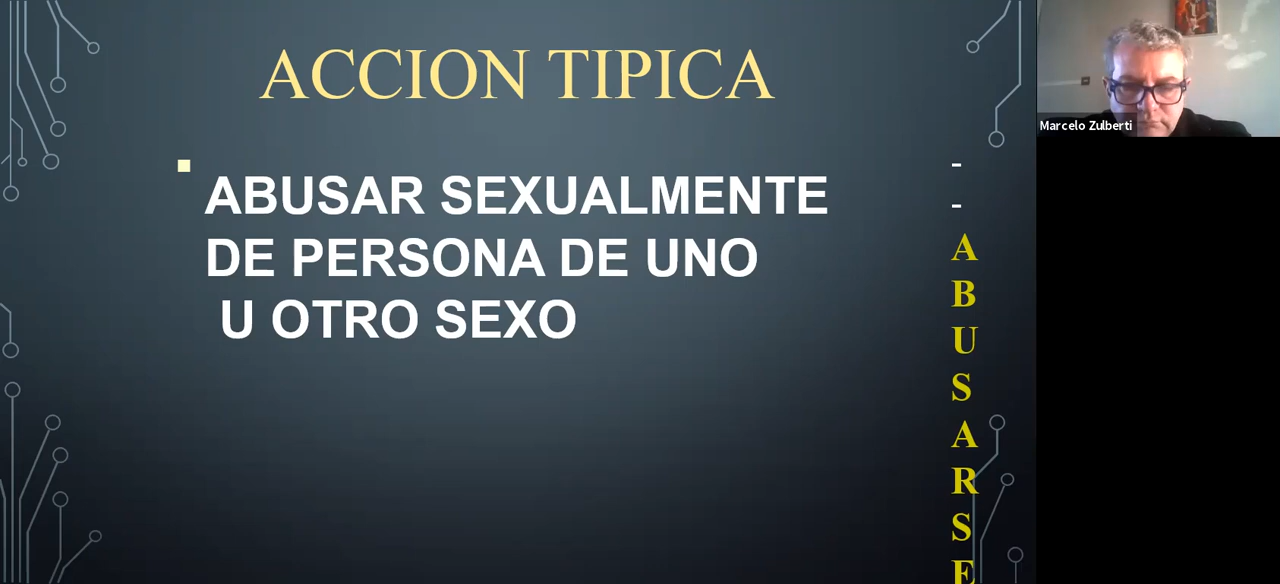 ACCION TIPICA
ABUSAR SEXUALMENTE
DE PERSONA DE UNO
U OTRO SEXO
-
-
A
B
U
S
A
R
S
E
Marcelo Zulberti